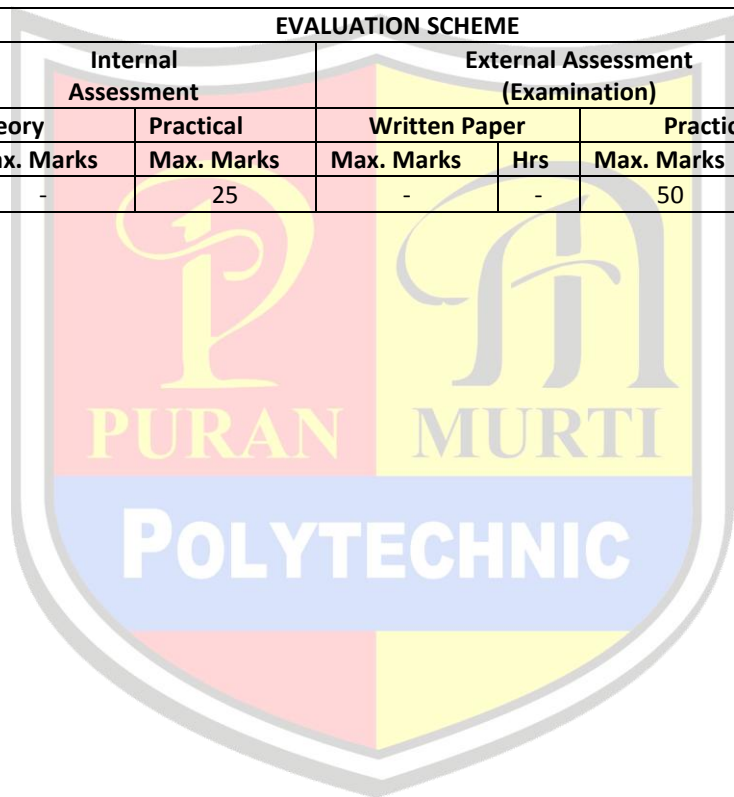 EVALUATION SCHEME
Internal External Assessment
Assessment (Examination)
Practical Written Paper
Max. Marks Max. Marks Hrs Max. Marks
- 25 - - 50
PURAN MURTI
POLYTECHNIC